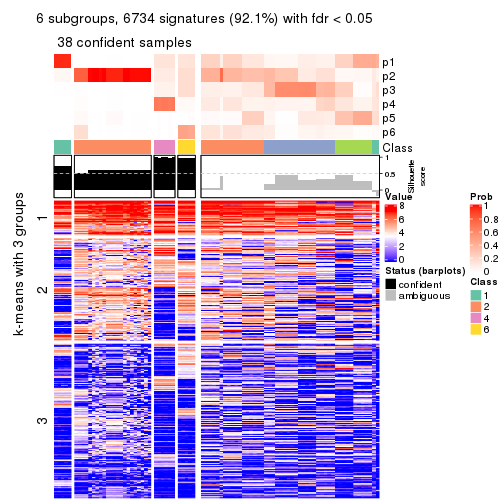 6 subgroups, 6734 signatures (92.1%) with fdr < 0.05
38 confident samples
p1
p2
p3
p4
p5
p6
Class
1
0.5
0
Silhouette
score
k-means with 3 groups
1
2
3
Value
8
6
4
2
0
Status (barplots)
confident
ambiguous
Prob
1
0.8
0.6
0.4
0.2
0
Class
1
2
4
6